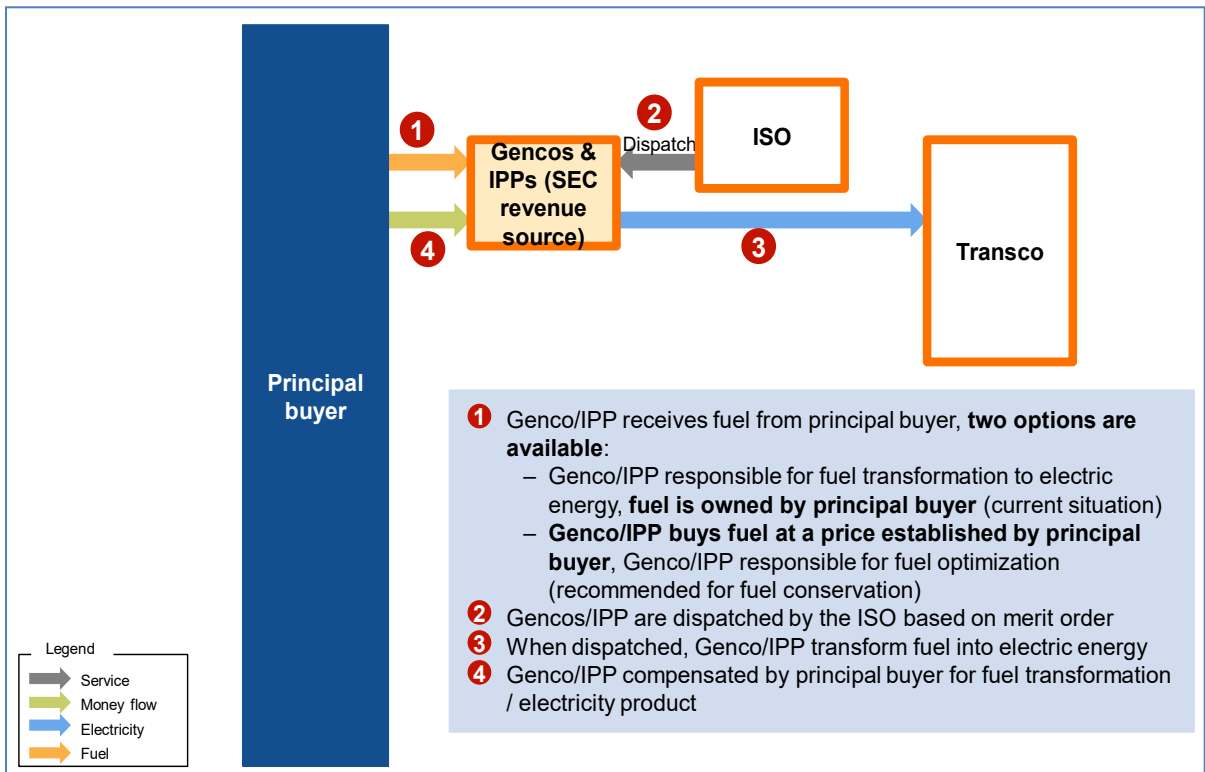 1
2
Dispatch
ISO
Gencos &
IPPs (SEC
revenue
source)
4
3
Transco
Principal
buyer
1 Genco/IPP receives fuel from principal buyer, two options are
available:
– Genco/IPP responsible for fuel transformation to electric
energy, fuel is owned by principal buyer (current situation)
– Genco/IPP buys fuel at a price established by principal
buyer, Genco/IPP responsible for fuel optimization
(recommended for fuel conservation)
2 Gencos/IPP are dispatched by the ISO based on merit order
3 When dispatched, Genco/IPP transform fuel into electric energy
4 Genco/IPP compensated by principal buyer for fuel transformation
/ electricity product
Legend
Service
Money flow
Electricity
Fuel